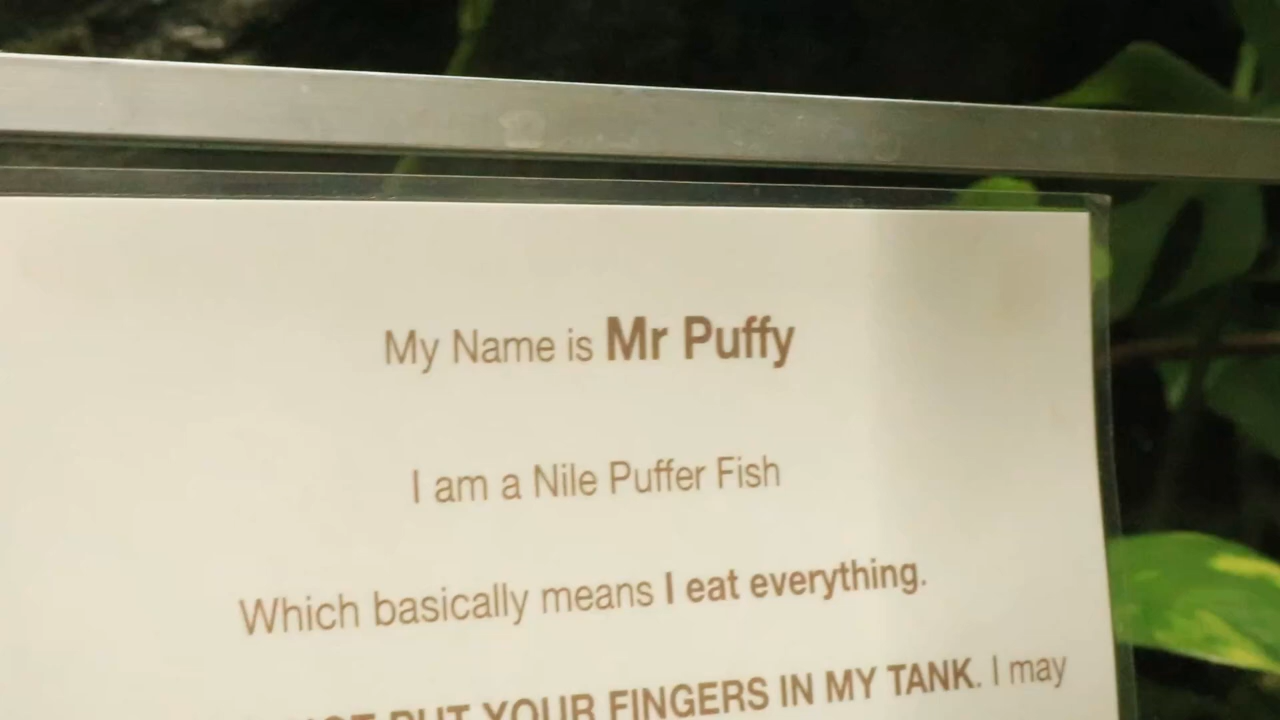 My Name is Mr Puffy
I am a Nile Puffer Fish
Which basically means I eat everything.
PUT YOUR FINGERS IN MY TANK. I may